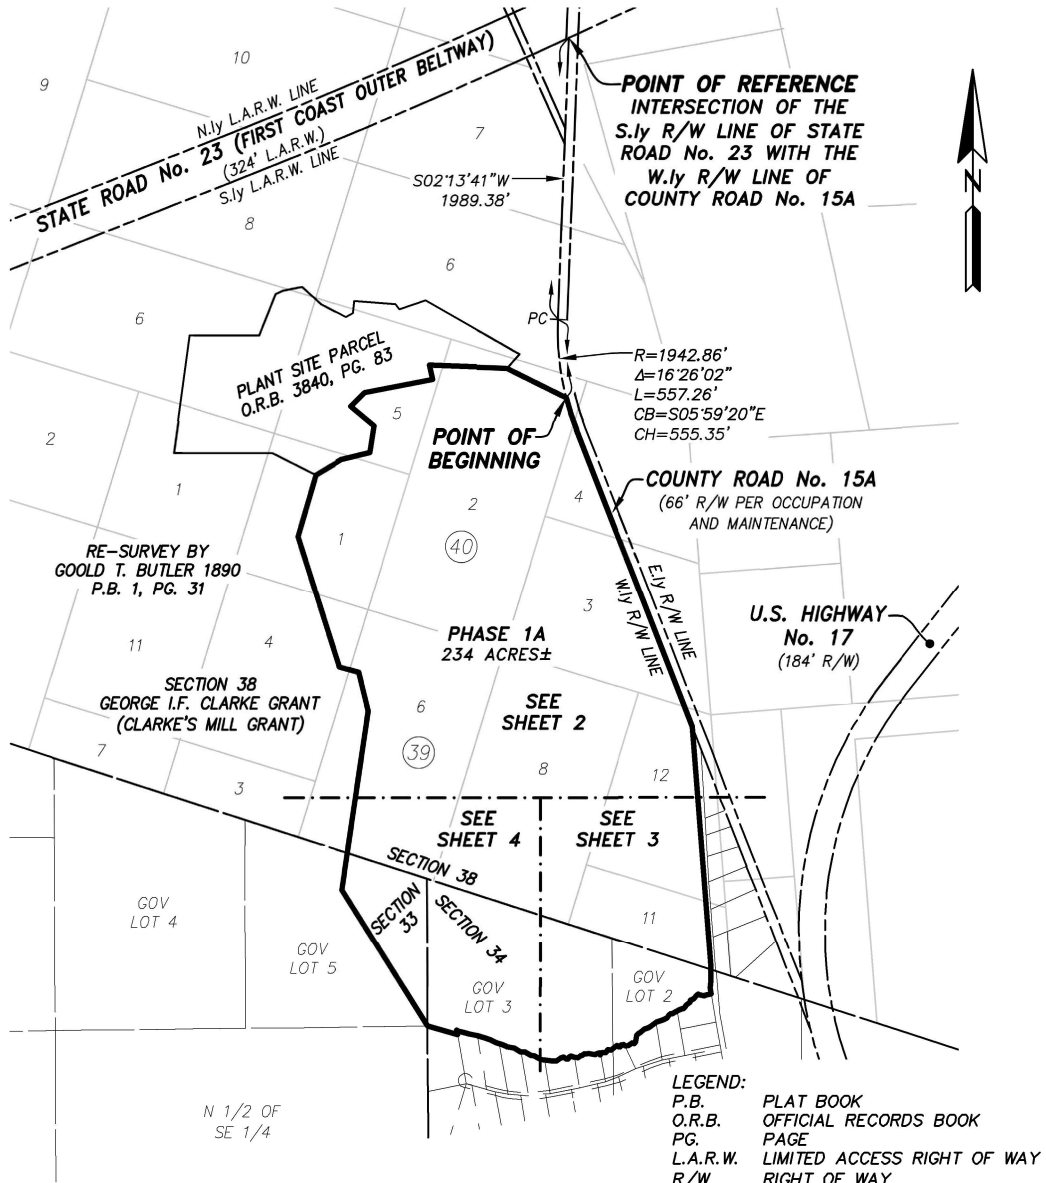 10
9
N.ly L.A.R.W. LINE
STATE ROAD No. 23 (FIRST COAST OUTER BELTWAY)
(324' L.A.R.W.)
S.ly L.A.R.W. LINE
POINT OF REFERENCE
INTERSECTION OF THE
S.ly R/W LINE OF STATE
ROAD No. 23 WITH THE
W.ly R/W LINE OF
COUNTY ROAD No. 15A
N
7
S02°13'41"W
1989.38'
8
6
6
PC
PLANT SITE PARCEL
O.R.B. 3840, PG. 83
R=1942.86'
Δ=16°26'02"
L=557.26'
CB=S05°59'20"E
CH=555.35'
5
POINT OF
BEGINNING
2
1
2
4
COUNTY ROAD No. 15A
(66' R/W PER OCCUPATION
AND MAINTENANCE)
1
40
RE-SURVEY BY
GOOLD T. BUTLER 1890
P.B. 1, PG. 31
E.ly R/W LINE
W.ly R/W LINE
3
U.S. HIGHWAY
No. 17
(184' R/W)
PHASE 1A
234 ACRES±
11
4
SECTION 38
GEORGE I.F. CLARKE GRANT
(CLARKE'S MILL GRANT)
6
SEE
SHEET 2
39
7
3
8
12
SEE
SHEET 4
SEE
SHEET 3
SECTION 38
SECTION
33
SECTION 34
11
GOV
LOT 4
GOV
LOT 5
GOV
LOT 3
GOV
LOT 2
N 1/2 OF
SE 1/4
LEGEND:
P.B. PLAT BOOK
O.R.B. OFFICIAL RECORDS BOOK
PG. PAGE
L.A.R.W. LIMITED ACCESS RIGHT OF WAY
R/W RIGHT OF WAY